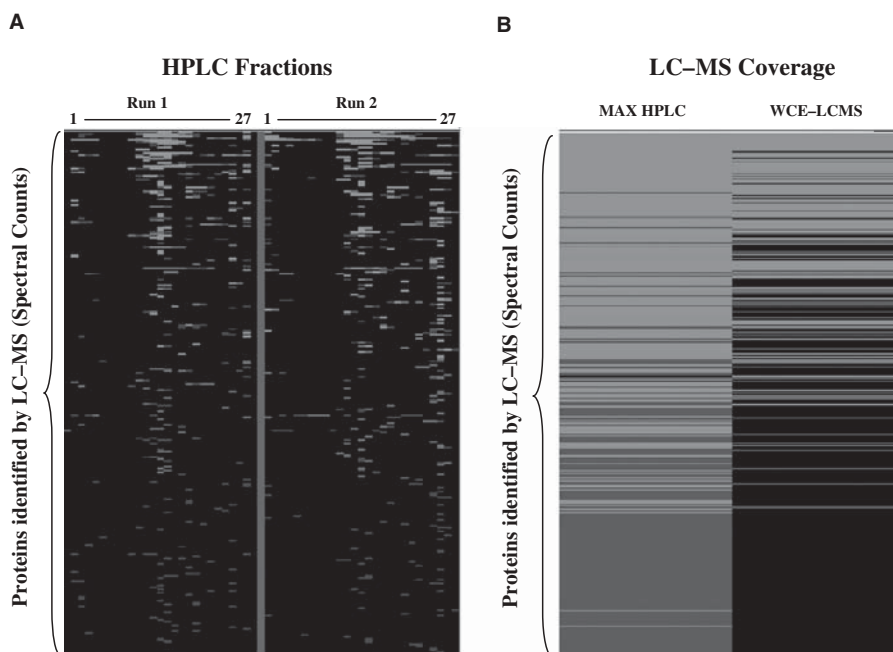 A
HPLC Fractions
Run 1
Run 2
1
27
1
27
Proteins identified by LC–MS (Spectral Counts)
B
LC–MS Coverage
MAX HPLC
WCE–LCMS
Proteins identified by LC–MS (Spectral Counts)